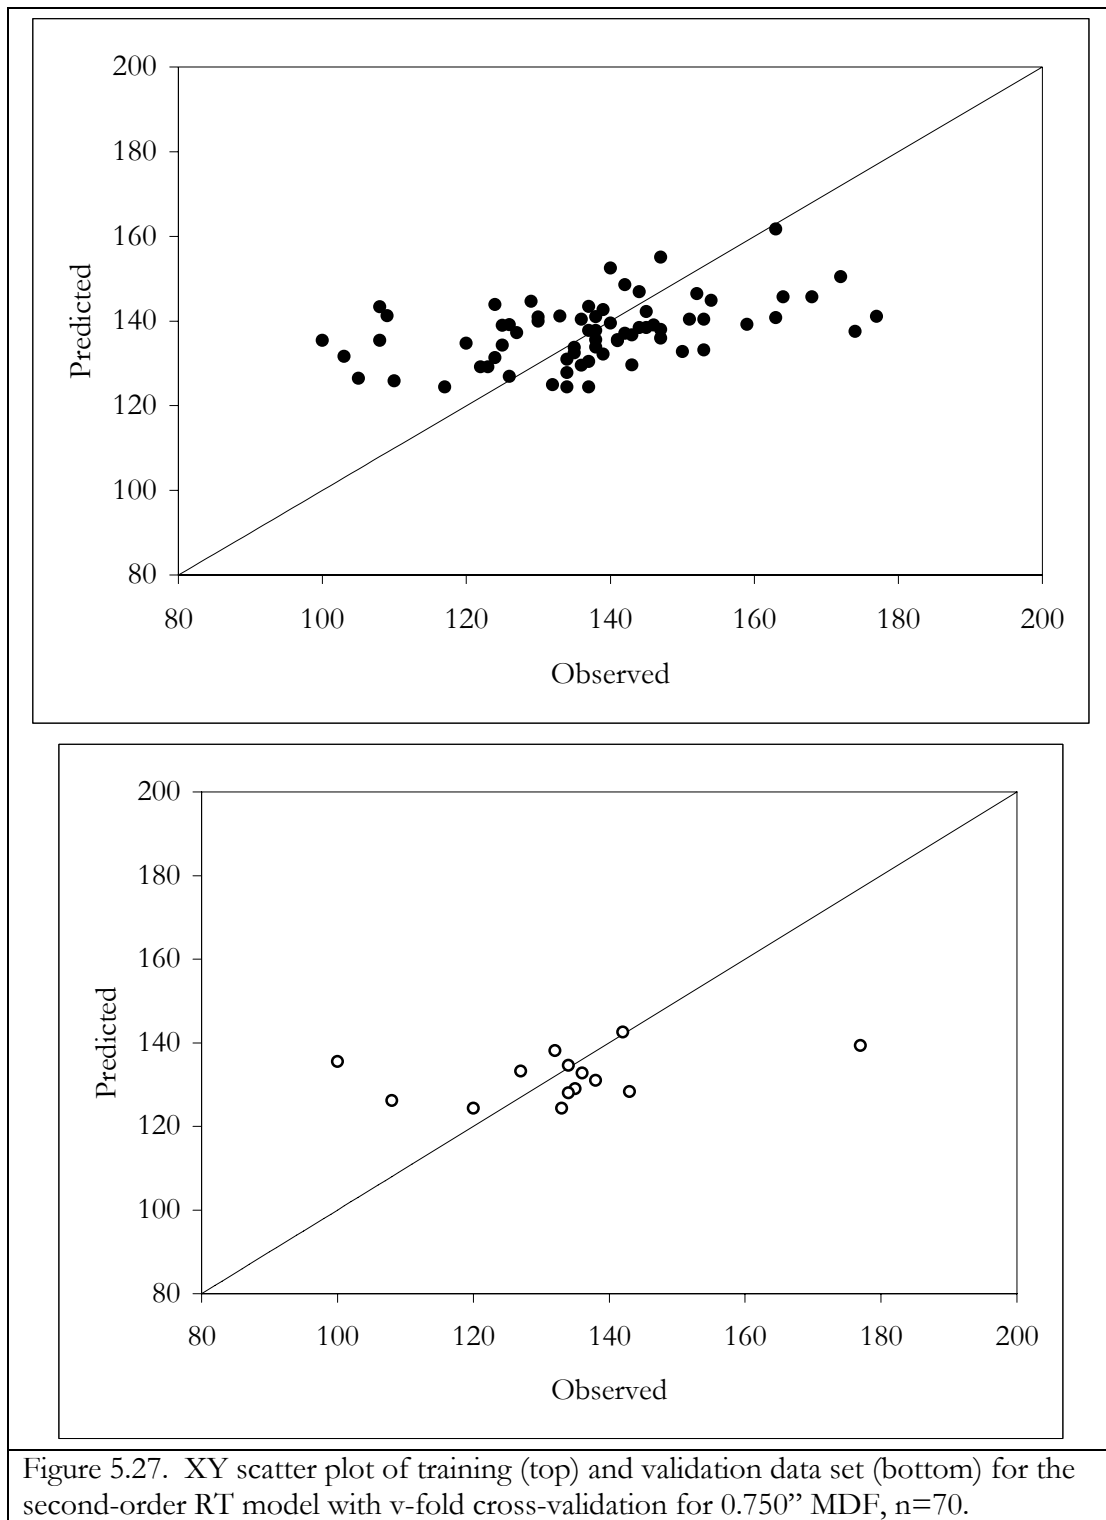 200
180
160
140
120
100
80
Predicted
80 100 120 140 160 180 200
Observed
200
180
160
140
120
100
80
Predicted
80 100 120 140 160 180 200
Observed
Figure 5.27. XY scatter plot of training (top) and validation data set (bottom) for the
second-order RT model with v-fold cross-validation for 0.750” MDF, n=70.